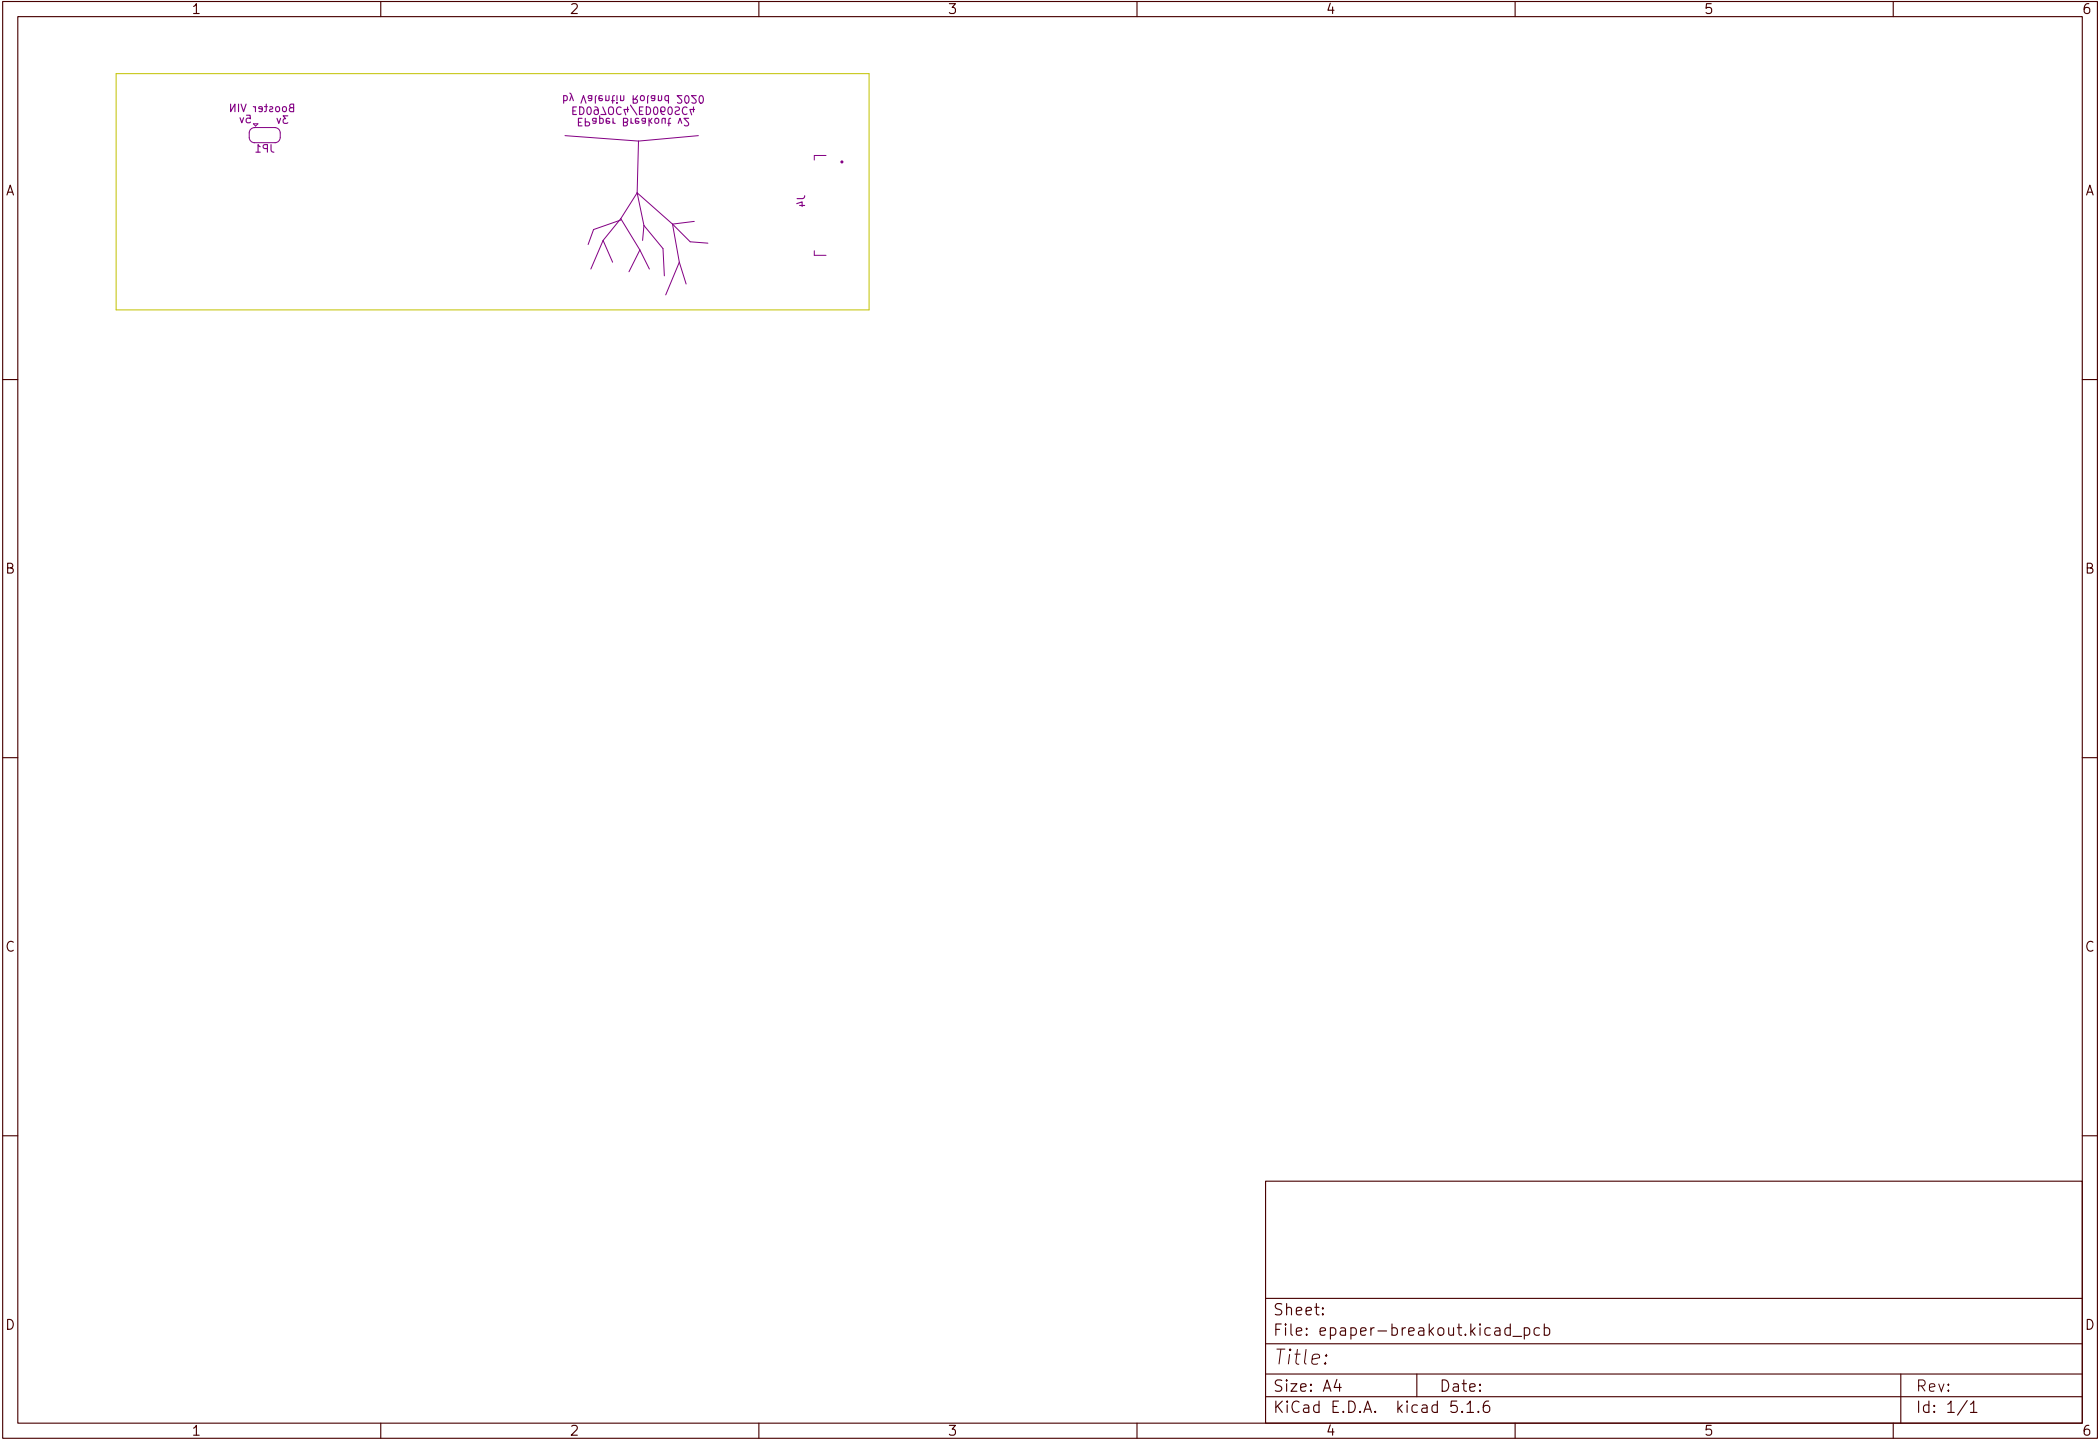 1 2 3 4 5 6
Booster VIN
3v 5v
JP1
EPaper Breakout v2
ED097OC4/ED060SC4
by Valentin Roland 2020
J4
A A
B B
C C
D D
Sheet:
File: epaper-breakout.kicad_pcb
Title:
Size: A4 Date: Rev:
KiCad E.D.A. kicad 5.1.6 Id: 1/1
1 2 3 4 5 6